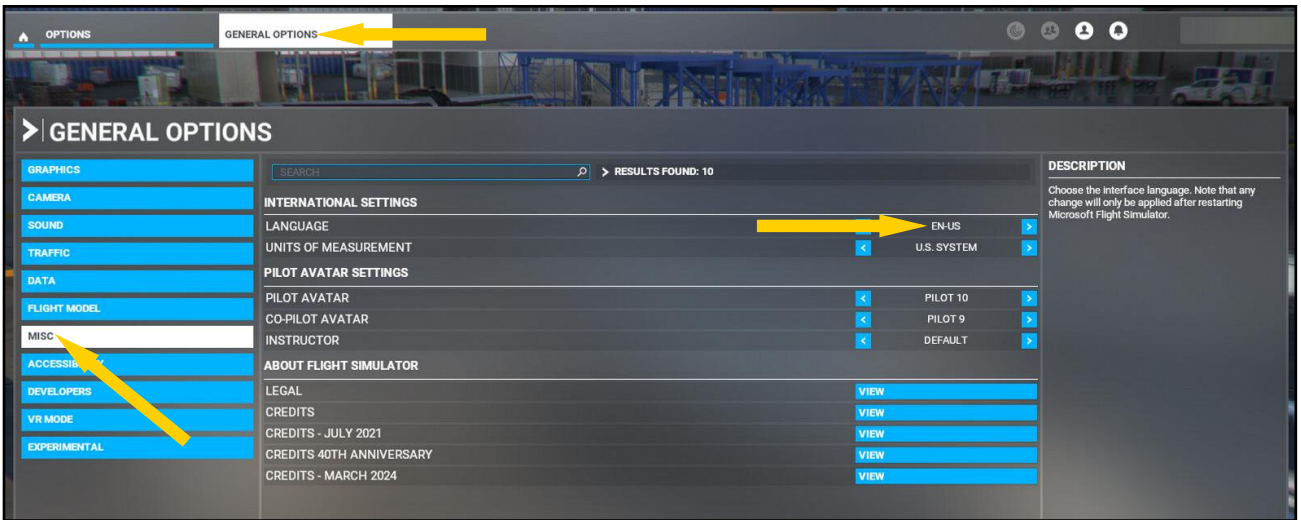 OPTIONS
GENERAL OPTIONS
GENERAL OPTIONS
GRAPHICS
CAMERA
SOUND
TRAFFIC
DATA
FLIGHT MODEL
MISC
DEVELOPERS
VR MODE
EXPERIMENTAL
SEARCH
RESULTS FOUND: 10
INTERNATIONAL SETTINGS
LANGUAGE EN-US
UNITS OF MEASUREMENT U.S. SYSTEM
PILOT AVATAR SETTINGS
PILOT AVATAR PILOT 10
CO-PILOT AVATAR PILOT 9
INSTRUCTOR DEFAULT
ABOUT FLIGHT SIMULATOR
LEGAL VIEW
CREDITS VIEW
CREDITS - JULY 2021 VIEW
CREDITS 40TH ANNIVERSARY VIEW
CREDITS - MARCH 2024 VIEW
DESCRIPTION
Choose the interface language. Note that any
change will only be applied after restarting
Microsoft Flight Simulator.